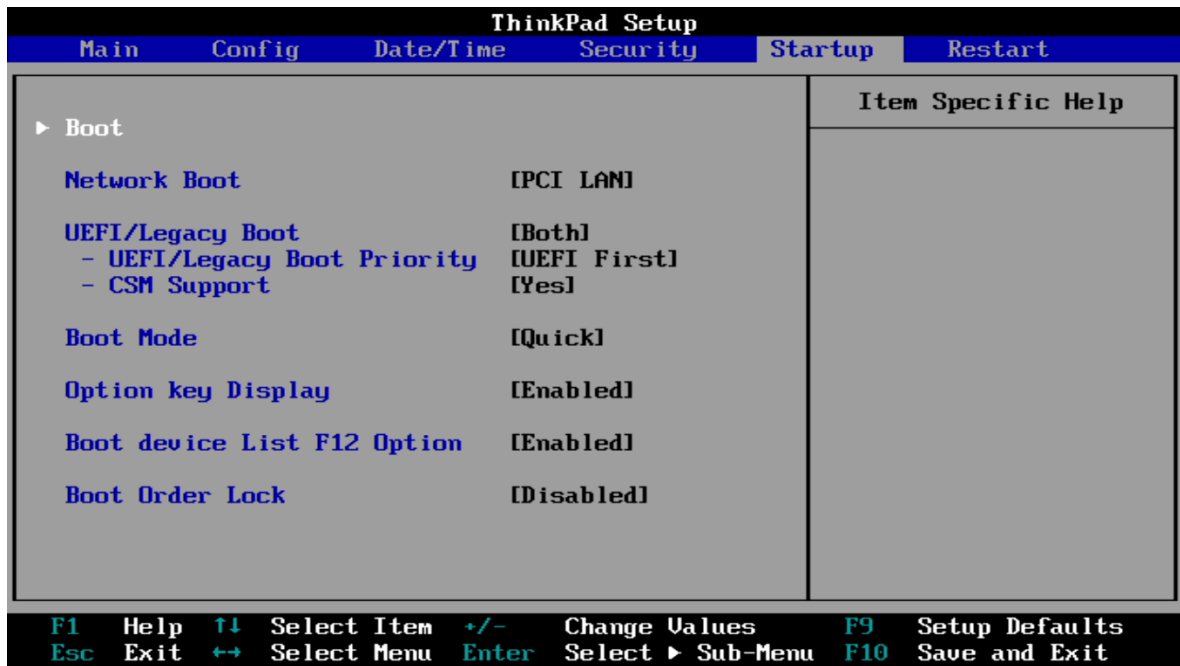 ThinkPad Setup
Main Config Date/Time Security Startup Restart
Item Specific Help
▶ Boot
Network Boot [PCI LAN]
UEFI/Legacy Boot [Both]
- UEFI/Legacy Boot Priority [UEFI First]
- CSM Support [Yes]
Boot Mode [Quick]
Option key Display [Enabled]
Boot device List F12 Option [Enabled]
Boot Order Lock [Disabled]
F1 Help ↑↓ Select Item +/- Change Values F9 Setup Defaults
Esc Exit ←→ Select Menu Enter Select ▶ Sub-Menu F10 Save and Exit